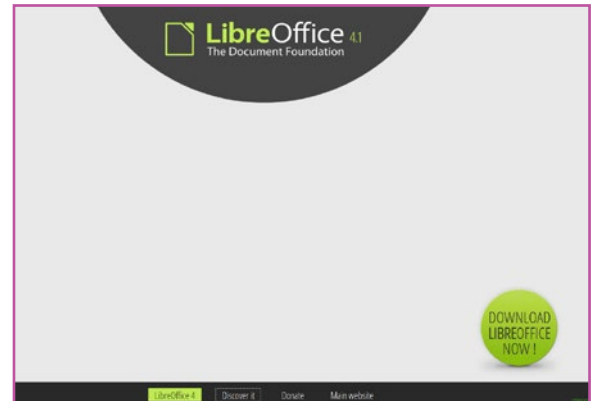 LibreOffice 4.1
The Document Foundation
DOWNLOAD
LIBREOFFICE
NOW !
LibreOffice 4 Discover it Donate Main website